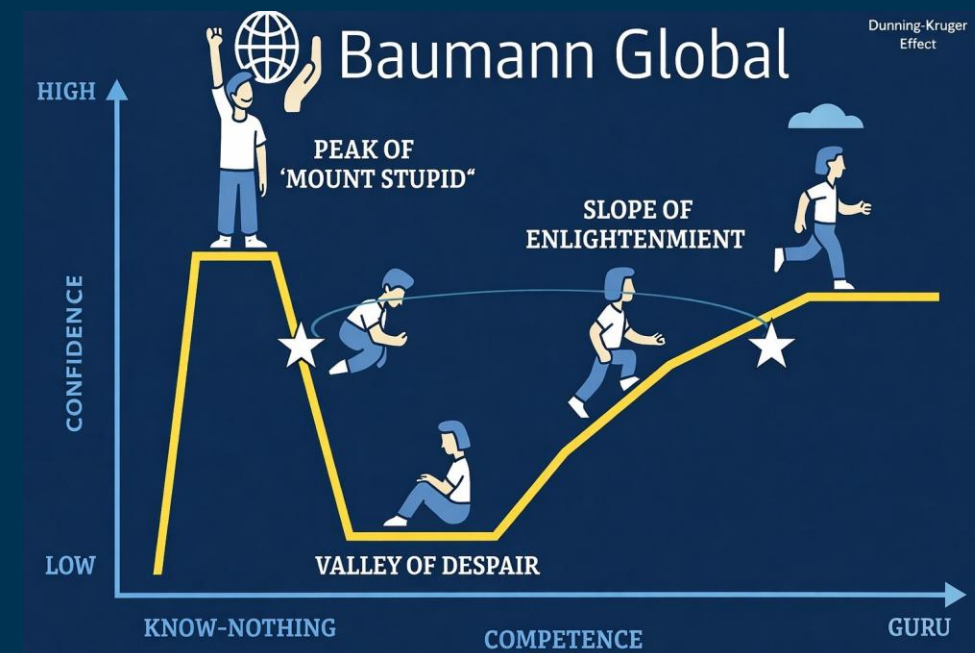 Baumann Global
Dunning-Kruger
Effect
HIGH
PEAK OF
'MOUNT STUPID“
SLOPE OF
ENLIGHTENMIENT
CONFIDENCE
LOW
VALLEY OF DESPAIR
KNOW-NOTHING
COMPETENCE
GURU